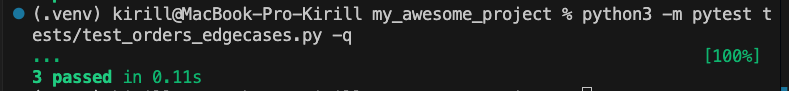 (.venv) kirill@MacBook-Pro-Kirill my_awesome_project % python3 -m pytest t
ests/test_orders_edgecases.py -q
... [100%]
3 passed in 0.11s